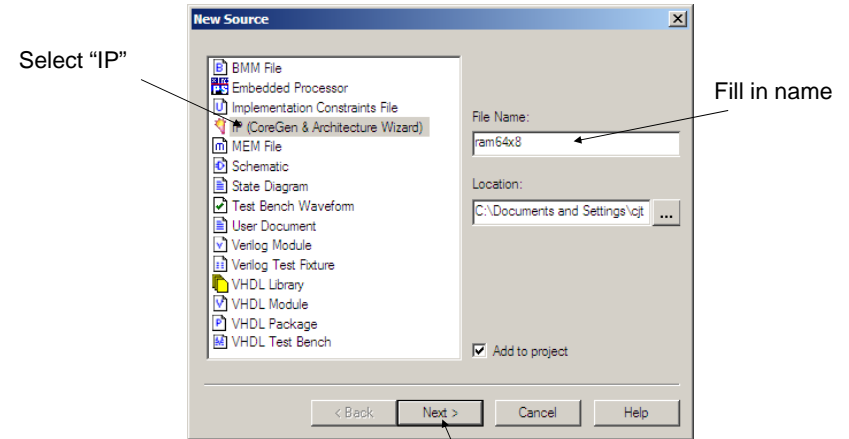 New Source
Select “IP”
BMM File
Embedded Processor
Implementation Constraints File
IP (CoreGen & Architecture Wizard)
MEM File
Schematic
State Diagram
Test Bench Waveform
User Document
Verilog Module
Verilog Test Fixture
VHDL Library
VHDL Module
VHDL Package
VHDL Test Bench
Fill in name
File Name:
ram64x8
Location:
C:\Documents and Settings\cjt
...
Add to project
< Back
Next >
Cancel
Help